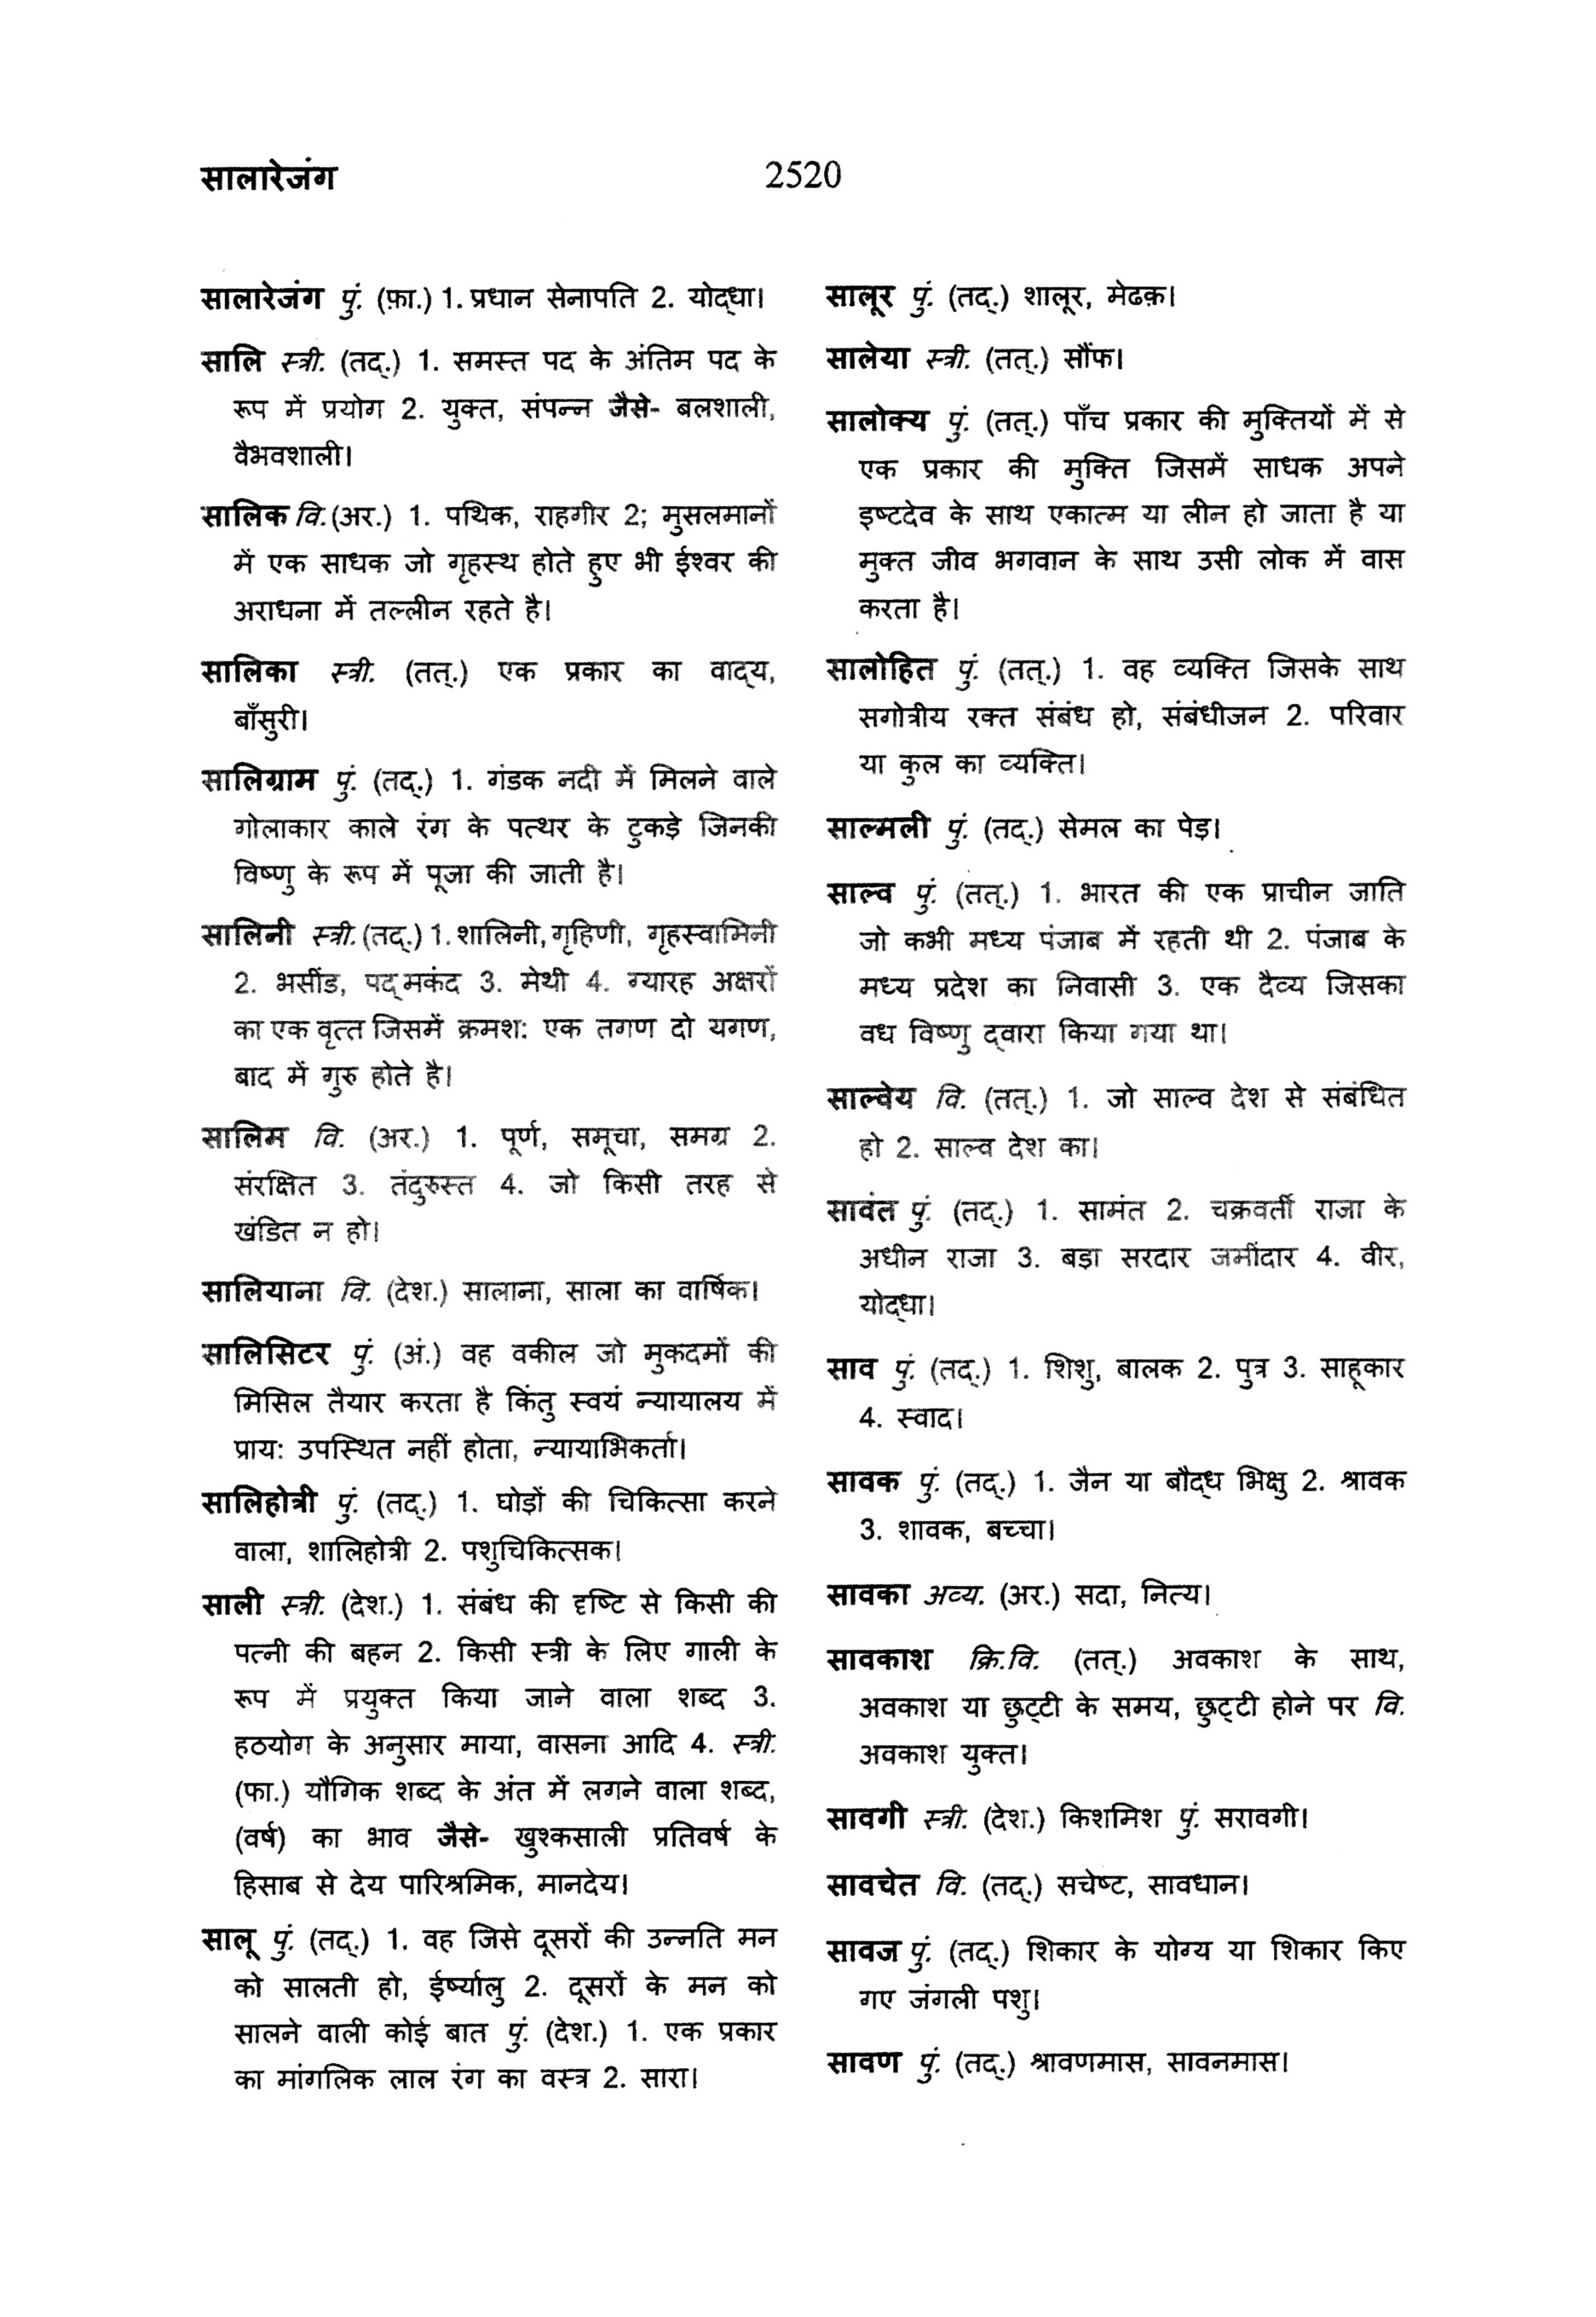 सालारेजंग
2520
सालारेजंग पुं. (फ़ा.) 1. प्रधान सेनापति 2. योद्धा।
सालि स्त्री. (तद्.) 1. समस्त पद के अंतिम पद के
रूप में प्रयोग 2. युक्त, संपन्न जैसे- बलशाली,
वैभवशाली।
सालिक वि. (अर.) 1. पथिक, राहगीर 2; मुसलमानों
में एक साधक जो गृहस्थ होते हुए भी ईश्वर की
अराधना में तल्लीन रहते है।
सालिका स्त्री. (तत्.) एक प्रकार का वाद्य,
बाँसुरी।
सालिग्राम पुं. (तद्.) 1. गंडक नदी में मिलने वाले
गोलाकार काले रंग के पत्थर के टुकड़े जिनकी
विष्णु के रूप में पूजा की जाती है।
सालिनी स्त्री. (तद्.) 1. शालिनी, गृहिणी, गृहस्वामिनी
2. भसींड, पद्मकंद 3. मेथी 4. ग्यारह अक्षरों
का एक वृत्त जिसमें क्रमश: एक तगण दो यगण,
बाद में गुरु होते है।
सालिम वि. (अर.) 1. पूर्ण, समूचा, समग्र 2.
संरक्षित 3. तंदुरुस्त 4. जो किसी तरह से
खंडित न हो।
सालियाना वि. (देश.) सालाना, साला का वार्षिक।
सालिसिटर पुं. (अं.) वह वकील जो मुकदमों की
मिसिल तैयार करता है किंतु स्वयं न्यायालय में
प्राय: उपस्थित नहीं होता, न्यायाभिकर्ता।
सालिहोत्री पुं. (तद्.) 1. घोड़ों की चिकित्सा करने
वाला, शालिहोत्री 2. पशुचिकित्सक।
साली स्त्री. (देश.) 1. संबंध की दृष्टि से किसी की
पत्नी की बहन 2. किसी स्त्री के लिए गाली के
रूप में प्रयुक्त किया जाने वाला शब्द 3.
हठयोग के अनुसार माया, वासना आदि 4. स्त्री.
(फा.) यौगिक शब्द के अंत में लगने वाला शब्द,
(वर्ष) का भाव जैसे- खुश्कसाली प्रतिवर्ष के
हिसाब से देय पारिश्रमिक, मानदेय।
सालू पुं. (तद्.) 1. वह जिसे दूसरों की उन्नति मन
को सालती हो, ईर्ष्यालु 2. दूसरों के मन को
सालने वाली कोई बात पुं. (देश.) 1. एक प्रकार
का मांगलिक लाल रंग का वस्त्र 2. सारा।
सालूर पुं. (तद्.) शालूर, मेढक़।
सालेया स्त्री. (तत्.) सौंफ।
सालोक्य पुं. (तत्.) पाँच प्रकार की मुक्तियों में से
एक प्रकार की मुक्ति जिसमें साधक अपने
इष्टदेव के साथ एकात्म या लीन हो जाता है या
मुक्त जीव भगवान के साथ उसी लोक में वास
करता है।
सालोहित पुं. (तत्.) 1. वह व्यक्ति जिसके साथ
सगोत्रीय रक्त संबंध हो, संबंधीजन 2. परिवार
या कुल का व्यक्ति।
साल्मली पुं. (तद्.) सेमल का पेड़।
साल्व पुं. (तत्.) 1. भारत की एक प्राचीन जाति
जो कभी मध्य पंजाब में रहती थी 2. पंजाब के
मध्य प्रदेश का निवासी 3. एक दैव्य जिसका
वध विष्णु द्वारा किया गया था।
साल्वेय वि. (तत्.) 1. जो साल्व देश से संबंधित
हो 2. साल्व देश का।
सावंत पुं. (तद्.) 1. सामंत 2. चक्रवर्ती राजा के
अधीन राजा 3. बड़ा सरदार जमींदार 4. वीर,
योद्धा।
साव पुं. (तद्.) 1. शिशु, बालक 2. पुत्र 3. साहूकार
4. स्वाद।
सावक पुं. (तद्.) 1. जैन या बौद्ध भिक्षु 2. श्रावक
3. शावक, बच्चा।
सावका अव्य. (अर.) सदा, नित्य।
सावकाश क्रि.वि. (तत्.) अवकाश के साथ,
अवकाश या छुट्टी के समय, छुट्टी होने पर वि.
अवकाश युक्त।
सावगी स्त्री. (देश.) किशमिश पुं. सरावगी।
सावचेत वि. (तद्.) सचेष्ट, सावधान।
सावज पुं. (तद्.) शिकार के योग्य या शिकार किए
गए जंगली पशु।
सावण पुं. (तद्.) श्रावणमास, सावनमास।